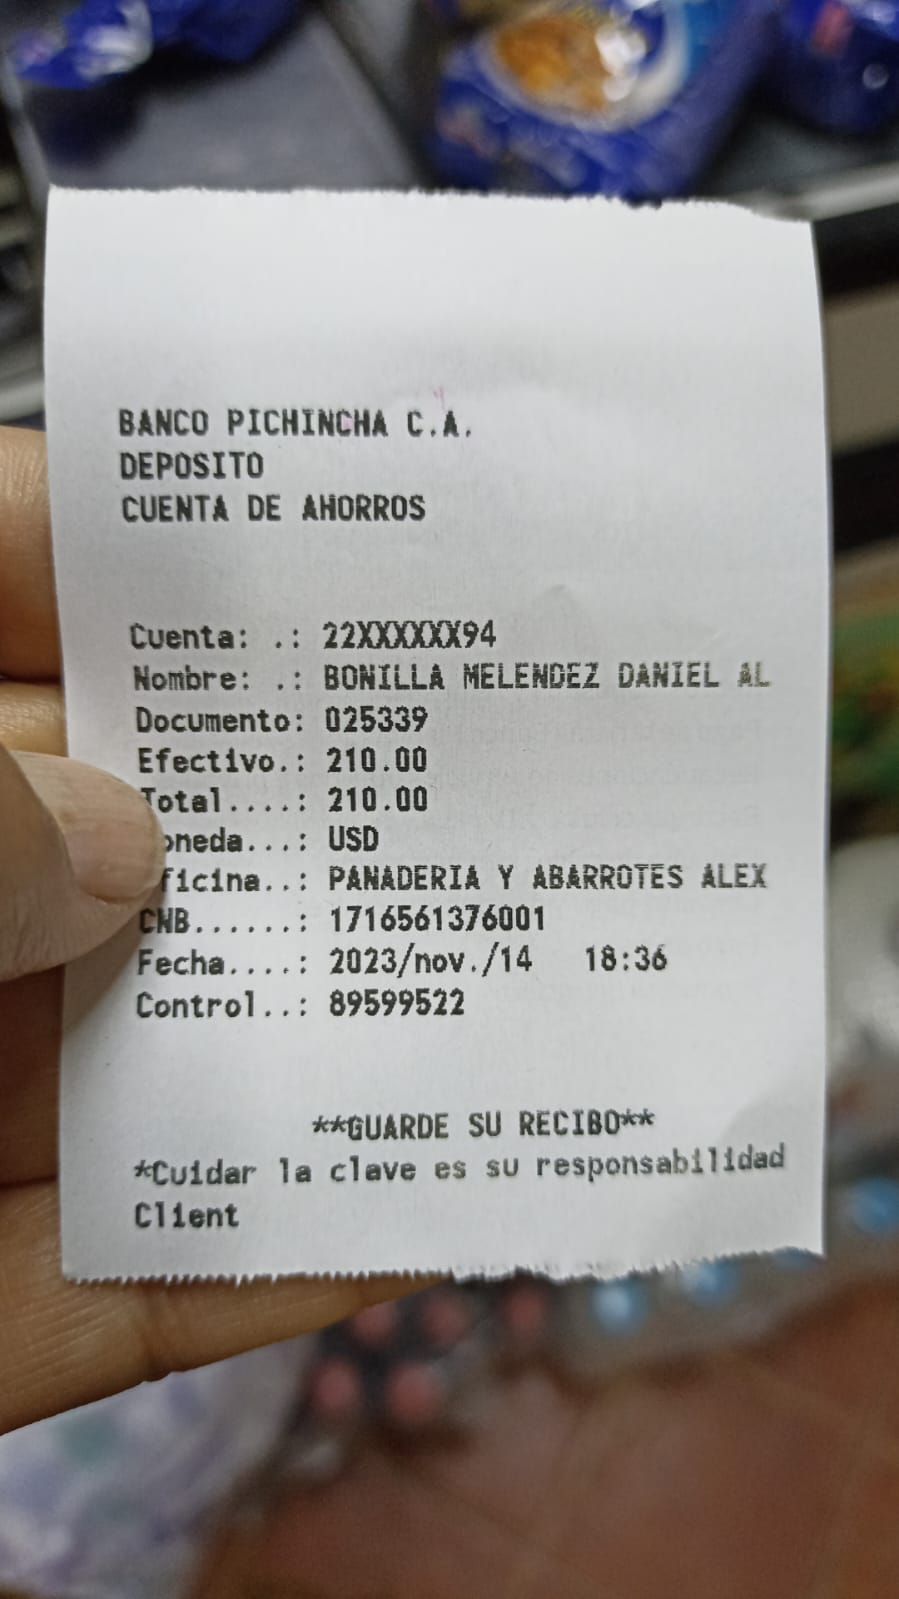 BANCO PICHINCHA C.A.
DEPOSITO
CUENTA DE AHORROS
Cuenta: .: 22XXXXXX94
Nombre: .: BONILLA MELENDEZ DANIEL AL
Documento: 025339
Efectivo.: 210.00
Total....: 210.00
oneda...: USD
ficina..: PANADERIA Y ABARROTES ALEX
CNB......: 1716561376001
Fecha....: 2023/nov./14 18:36
Control..: 89599522
**GUARDE SU RECIBO**
*Cuidar la clave es su responsabilidad
Client